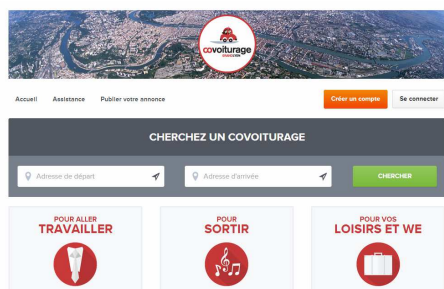 covoiturage
GRANDLYON
Accueil Assistance Publier votre annonce Créer un compte Se connecter
CHERCHEZ UN COVOITURAGE
Adresse de départ Adresse d'arrivée CHERCHER
POUR ALLER
TRAVAILLER
POUR
SORTIR
POUR VOS
LOISIRS ET WE